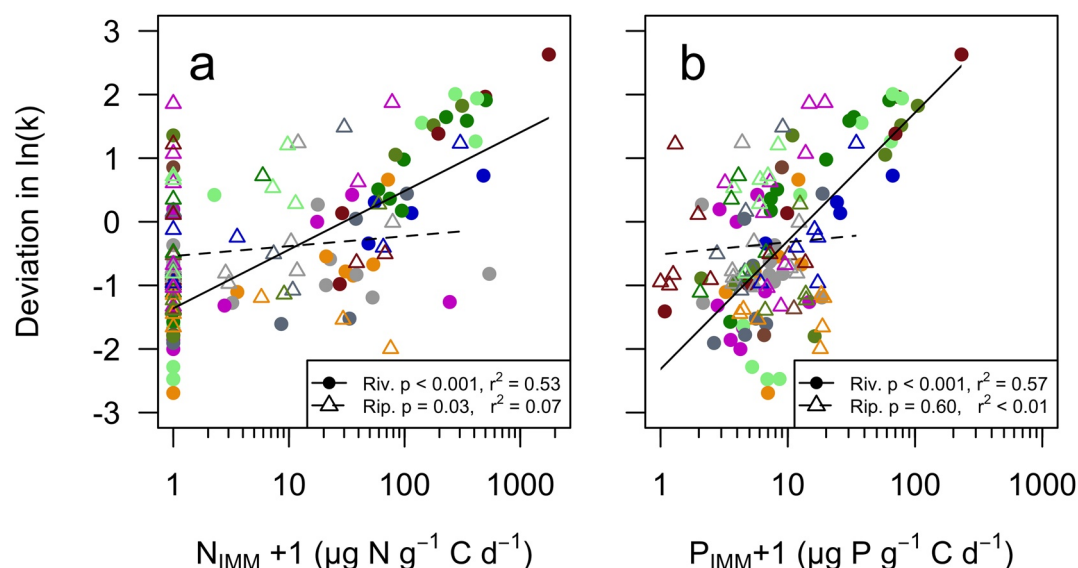 Deviation in ln(k)
3
2
1
0
-1
-2
-3
a
Riv. p < 0.001, r² = 0.53
Rip. p = 0.03, r² = 0.07
1 10 100 1000
N_IMM +1 (µg N g⁻¹ C d⁻¹)
b
Riv. p < 0.001, r² = 0.57
Rip. p = 0.60, r² < 0.01
1 10 100 1000
P_IMM+1 (µg P g⁻¹ C d⁻¹)